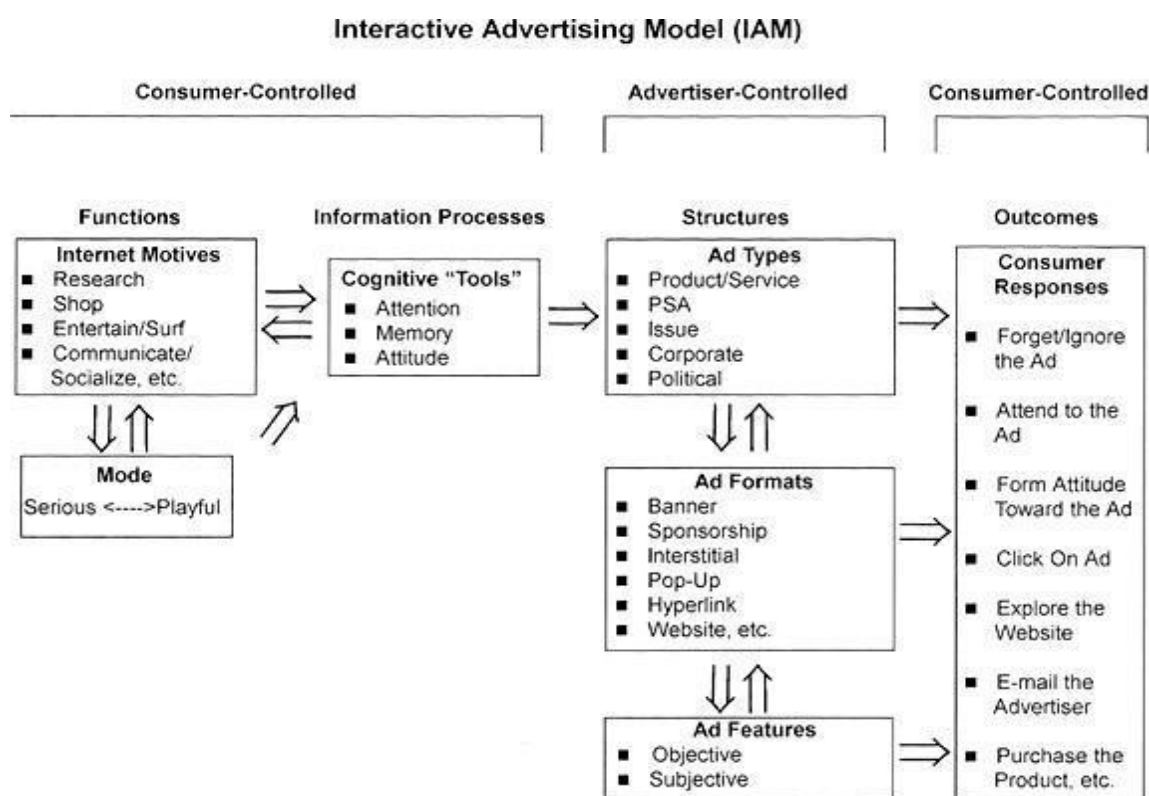 Interactive Advertising Model (IAM)
Consumer-Controlled
Advertiser-Controlled
Consumer-Controlled
Functions
Internet Motives
Research
Shop
Entertain/Surf
Communicate/
Socialize, etc.
Mode
Serious <---->Playful
Information Processes
Cognitive “Tools”
Attention
Memory
Attitude
Structures
Ad Types
Product/Service
PSA
Issue
Corporate
Political
Ad Formats
Banner
Sponsorship
Interstitial
Pop-Up
Hyperlink
Website, etc.
Ad Features
Objective
Subjective
Outcomes
Consumer
Responses
Forget/Ignore
the Ad
Attend to the
Ad
Form Attitude
Toward the Ad
Click On Ad
Explore the
Website
E-mail the
Advertiser
Purchase the
Product, etc.